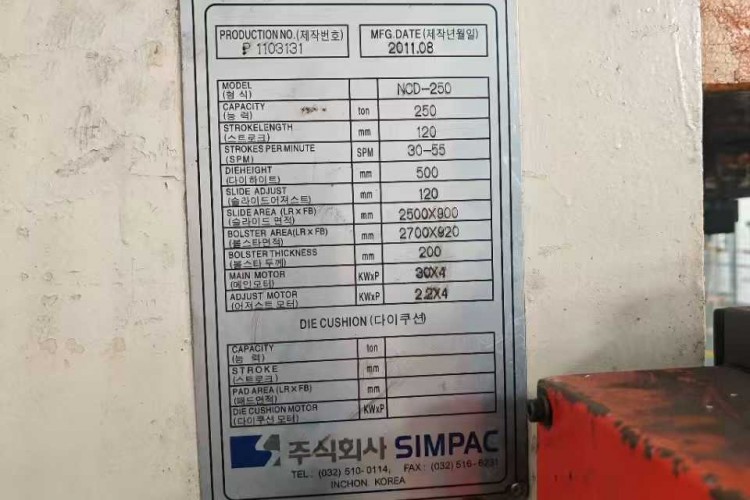 PRODUCTION NO.(제작번호) MFG.DATE (제작년월일)
P 1103131 2011.08
MODEL NCD-250
(형 식)
CAPACITY ton 250
(능 력)
STROKELENGTH mm 120
(스트로크)
STROKES PER MINUTE SPM 30-55
(SPM)
DIEHEIGHT mm 500
(다이하이트)
SLIDE ADJUST mm 120
(슬라이드어져스트)
SLIDE AREA (LR x FB) mm 2500X900
(슬라이드 면적)
BOLSTER AREA(LR x FB) mm 2700X920
(볼스타면적)
BOLSTER THICKNESS mm 200
(볼스타 두께)
MAIN MOTOR KWxP 30X4
(메인모터)
ADJUST MOTOR KWxP 2.2X4
(어져스트 모터)
DIE CUSHION (다이쿠션)
CAPACITY ton
(능 력)
STROKE mm
(스트로크)
PAD AREA (LR x FB) mm
(패드면적)
DIE CUSHION MOTOR KWxP
(다이쿠션 모터)
주식회사 SIMPAC
TEL.: (032) 510-0114, FAX.: (032) 516-6231
INCHON, KOREA